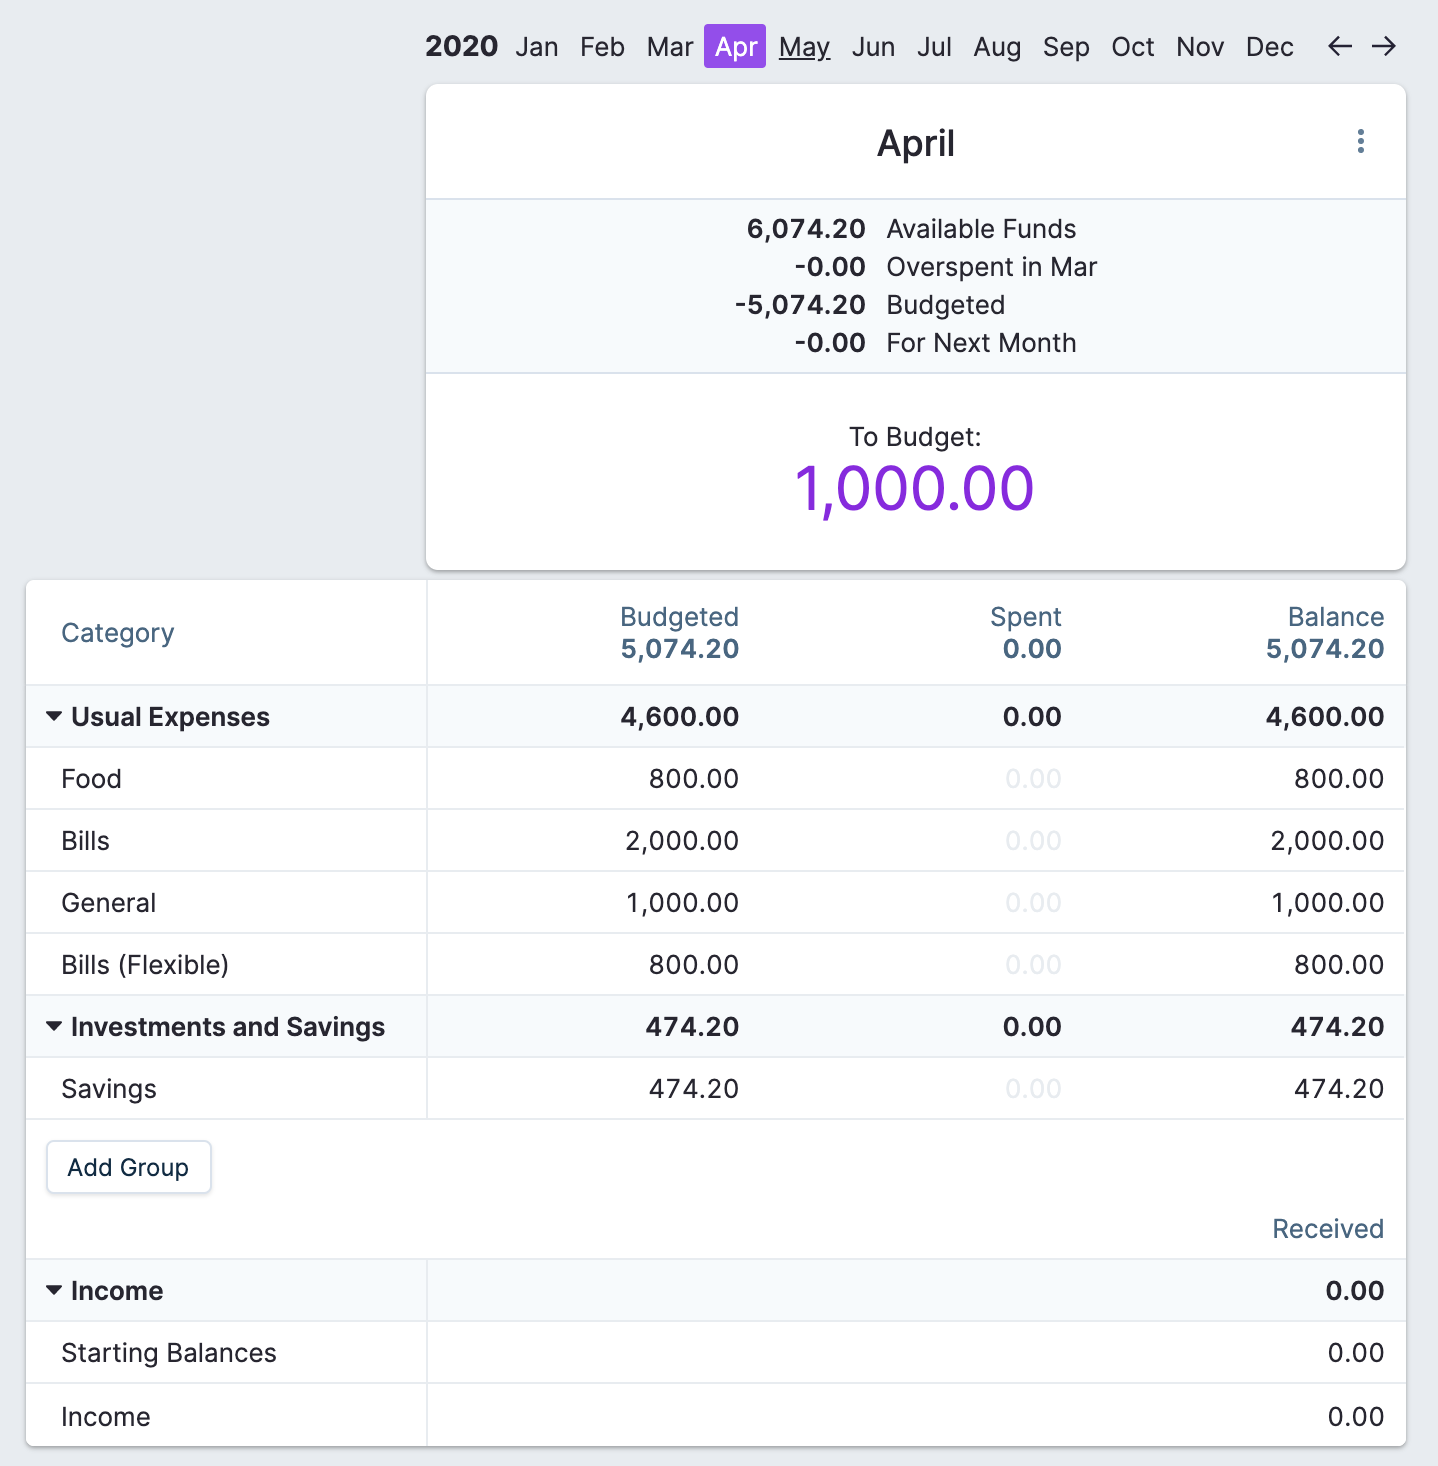 2020 Jan Feb Mar Apr May Jun Jul Aug Sep Oct Nov Dec
April
6,074.20 Available Funds
-0.00 Overspent in Mar
-5,074.20 Budgeted
-0.00 For Next Month
To Budget:
1,000.00
Category Budgeted Spent Balance
5,074.20 0.00 5,074.20
Usual Expenses 4,600.00 0.00 4,600.00
Food 800.00 0.00 800.00
Bills 2,000.00 0.00 2,000.00
General 1,000.00 0.00 1,000.00
Bills (Flexible) 800.00 0.00 800.00
Investments and Savings 474.20 0.00 474.20
Savings 474.20 0.00 474.20
Add Group
Received
Income 0.00
Starting Balances 0.00
Income 0.00